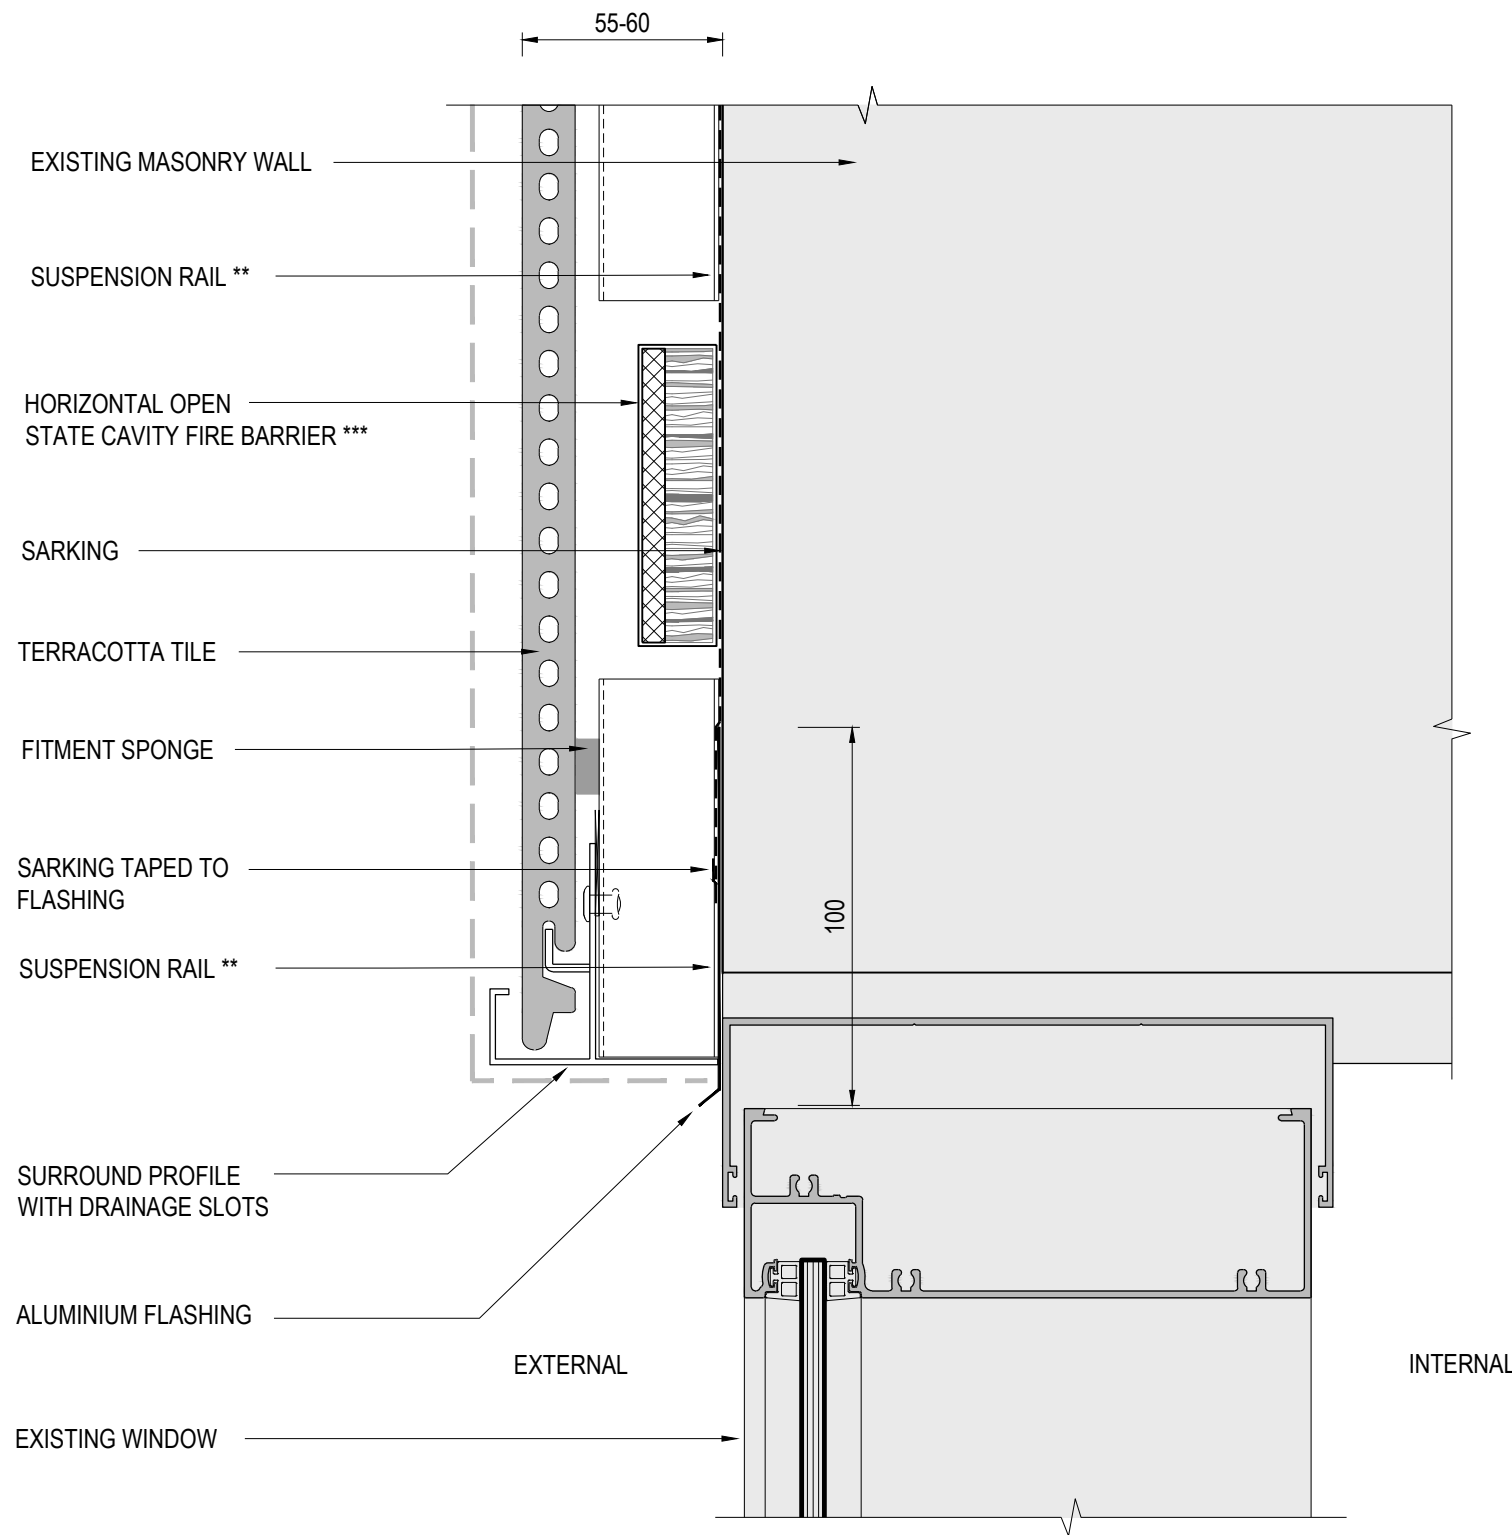 55-60
EXISTING MASONRY WALL
SUSPENSION RAIL **
HORIZONTAL OPEN
STATE CAVITY FIRE BARRIER ***
SARKING
TERRACOTTA TILE
FITMENT SPONGE
SARKING TAPED TO
FLASHING
100
SUSPENSION RAIL **
SURROUND PROFILE
WITH DRAINAGE SLOTS
ALUMINIUM FLASHING
EXTERNAL
INTERNAL
EXISTING WINDOW